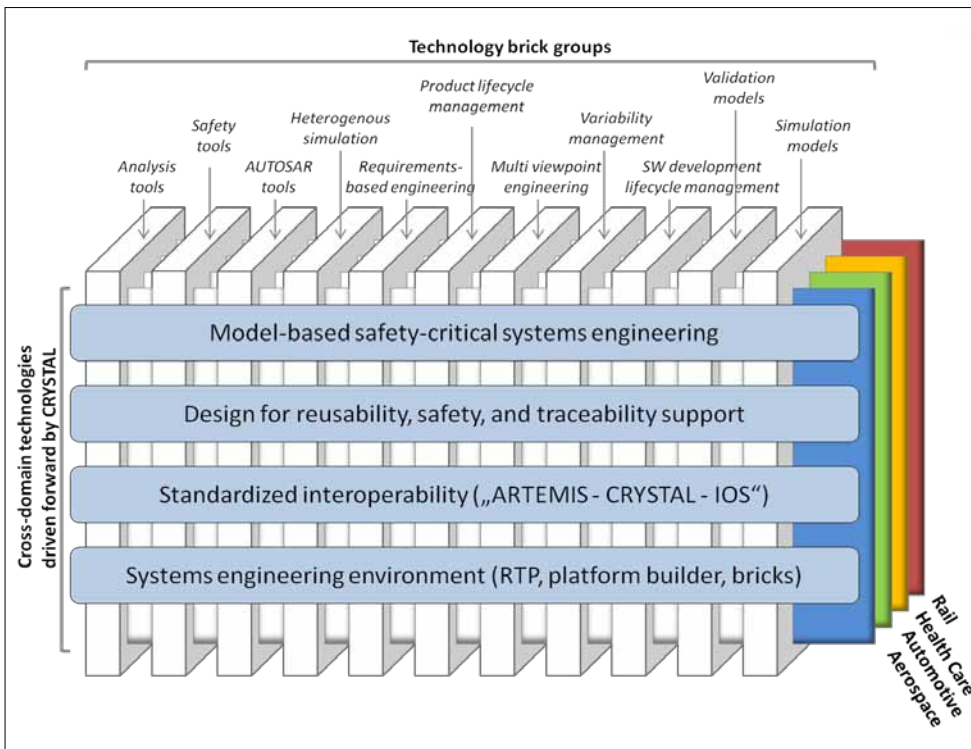 Technology brick groups
Analysis
tools
Safety
tools
AUTOSAR
tools
Heterogenous
simulation
Requirements-
based engineering
Product lifecycle
management
Multi viewpoint
engineering
Variability
management
SW development
lifecycle management
Validation
models
Simulation
models
Cross-domain technologies
driven forward by CRYSTAL
Model-based safety-critical systems engineering
Design for reusability, safety, and traceability support
Standardized interoperability („ARTEMIS - CRYSTAL - IOS“)
Systems engineering environment (RTP, platform builder, bricks)
Rail
Health Care
Automotive
Aerospace